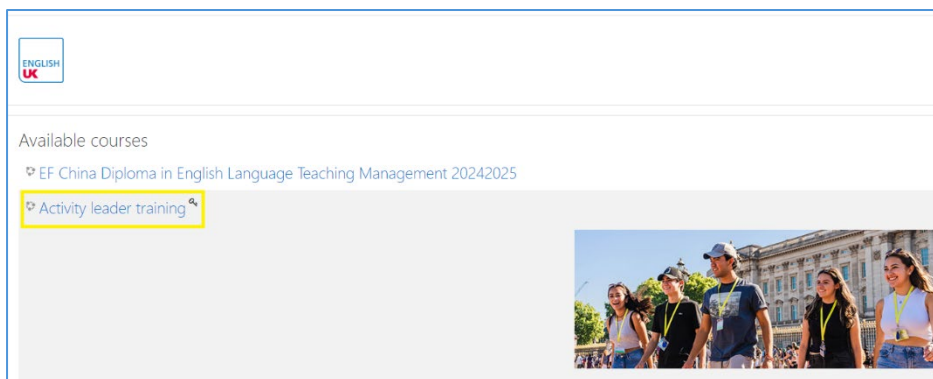 ENGLISH
UK
Available courses
EF China Diploma in English Language Teaching Management 20242025
Activity leader training